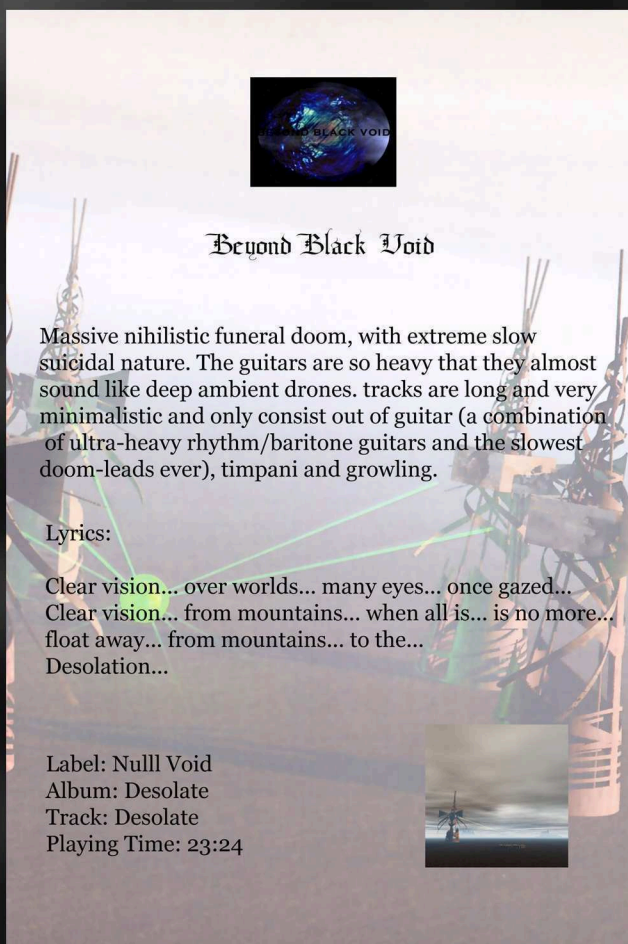 BEYOND BLACK VOID
Beyond Black Void
Massive nihilistic funeral doom, with extreme slow
suicidal nature. The guitars are so heavy that they almost
sound like deep ambient drones. tracks are long and very
minimalistic and only consist out of guitar (a combination
of ultra-heavy rhythm/baritone guitars and the slowest
doom-leads ever), timpani and growling.
Lyrics:
Clear vision... over worlds... many eyes... once gazed...
Clear vision... from mountains... when all is... is no more...
float away... from mountains... to the...
Desolation...
Label: Nulll Void
Album: Desolate
Track: Desolate
Playing Time: 23:24